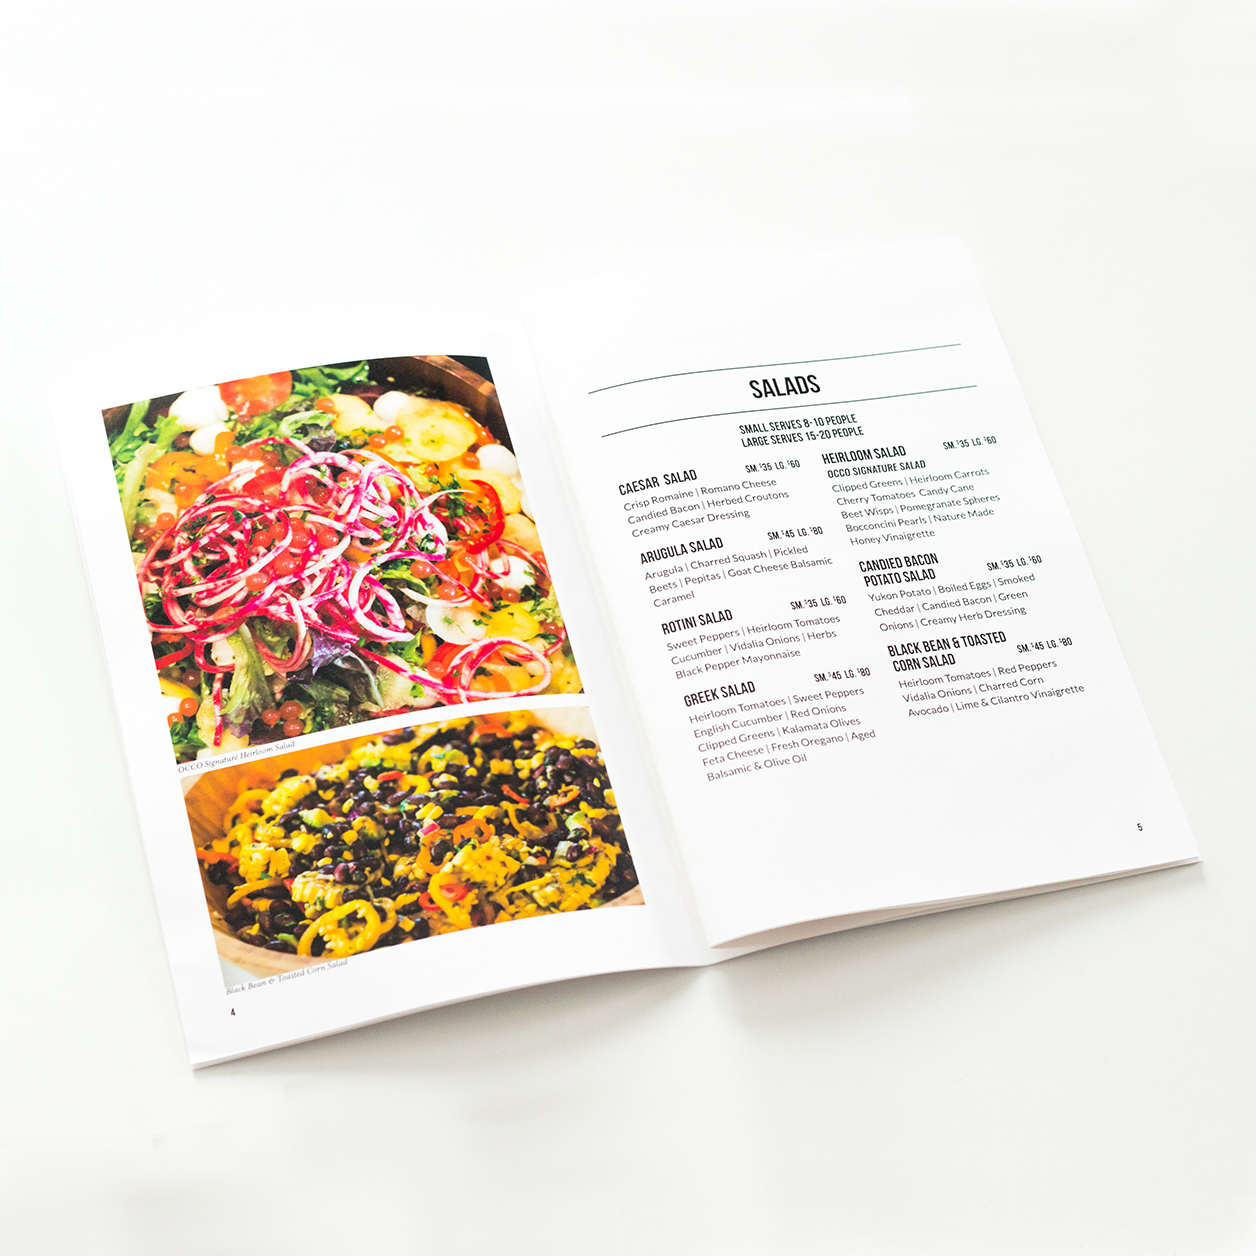 OCCO Signature Heirloom Salad
Black Bean & Toasted Corn Salad
4
SALADS
SMALL SERVES 8-10 PEOPLE
LARGE SERVES 15-20 PEOPLE
CAESAR SALAD SM. $35 LG. $60
Crisp Romaine | Romano Cheese
Candied Bacon | Herbed Croutons
Creamy Caesar Dressing
ARUGULA SALAD SM. $45 LG. $80
Arugula | Charred Squash | Pickled
Beets | Pepitas | Goat Cheese Balsamic
Caramel
ROTINI SALAD SM. $35 LG. $60
Sweet Peppers | Heirloom Tomatoes
Cucumber | Vidalia Onions | Herbs
Black Pepper Mayonnaise
GREEK SALAD SM. $45 LG. $80
Heirloom Tomatoes | Sweet Peppers
English Cucumber | Red Onions
Clipped Greens | Kalamata Olives
Feta Cheese | Fresh Oregano | Aged
Balsamic & Olive Oil
HEIRLOOM SALAD SM. $35 LG. $60
OCCO SIGNATURE SALAD
Clipped Greens | Heirloom Carrots
Cherry Tomatoes Candy Cane
Beet Wisps | Pomegranate Spheres
Bocconcini Pearls | Nature Made
Honey Vinaigrette
CANDIED BACON
POTATO SALAD SM. $35 LG. $60
Yukon Potato | Boiled Eggs | Smoked
Cheddar | Candied Bacon | Green
Onions | Creamy Herb Dressing
BLACK BEAN & TOASTED
CORN SALAD SM. $45 LG. $80
Heirloom Tomatoes | Red Peppers
Vidalia Onions | Charred Corn
Avocado | Lime & Cilantro Vinaigrette
5